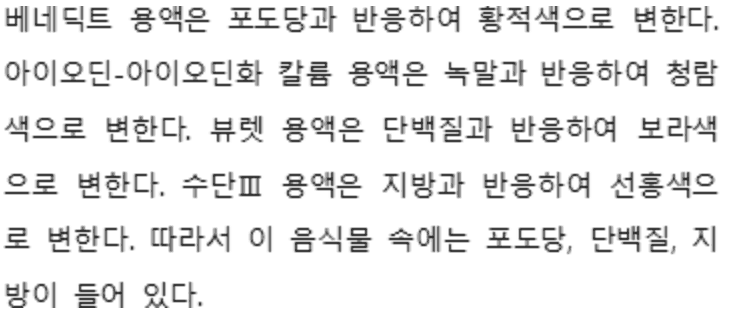 베네딕트 용액은 포도당과 반응하여 황적색으로 변한다.
아이오딘-아이오딘화 칼륨 용액은 녹말과 반응하여 청람
색으로 변한다. 뷰렛 용액은 단백질과 반응하여 보라색
으로 변한다. 수단Ⅲ 용액은 지방과 반응하여 선홍색으
로 변한다. 따라서 이 음식물 속에는 포도당, 단백질, 지
방이 들어 있다.